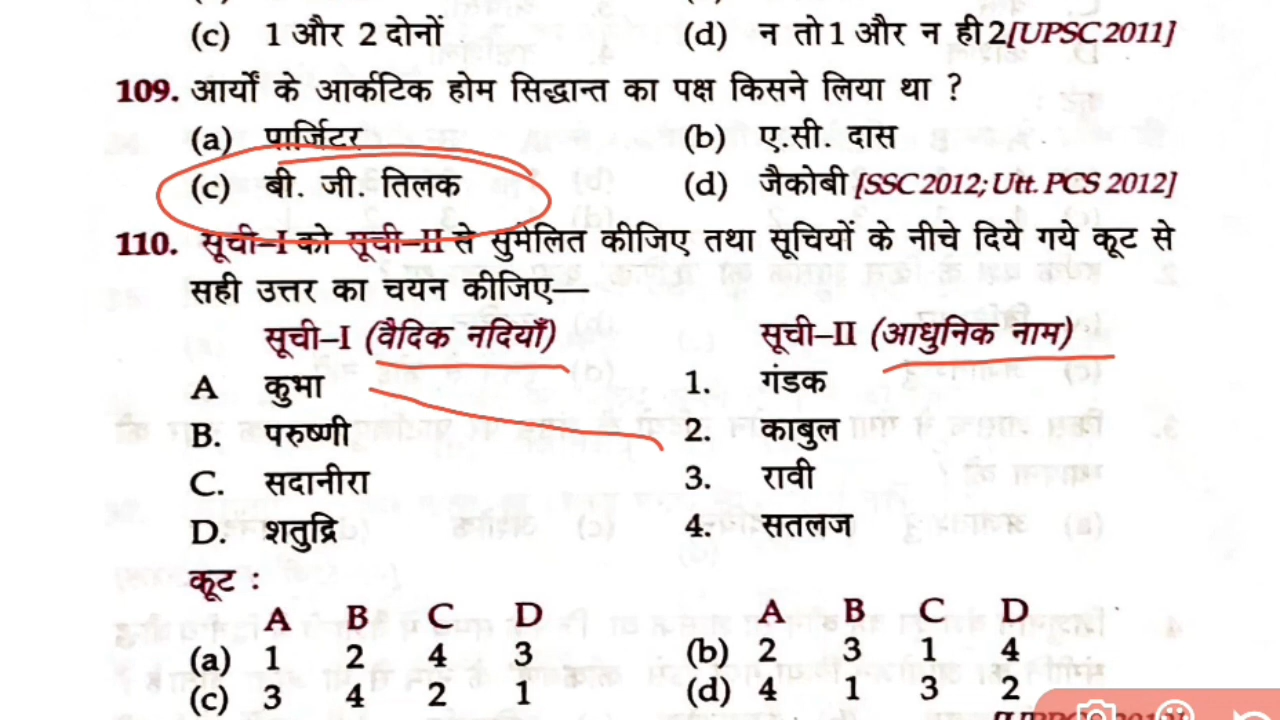 (c) 1 और 2 दोनों (d) न तो 1 और न ही 2 [UPSC 2011]
109. आर्यों के आर्कटिक होम सिद्धान्त का पक्ष किसने लिया था ?
(a) पार्जिटर (b) ए.सी. दास
(c) बी. जी. तिलक (d) जैकोबी [SSC 2012; Utt. PCS 2012]
110. सूची–I को सूची–II से सुमेलित कीजिए तथा सूचियों के नीचे दिये गये कूट से
सही उत्तर का चयन कीजिए—
सूची–I (वैदिक नदियाँ) सूची–II (आधुनिक नाम)
A कुभा 1. गंडक
B. परुष्णी 2. काबुल
C. सदानीरा 3. रावी
D. शतुद्रि 4. सतलज
कूट :
A B C D A B C D
(a) 1 2 4 3 (b) 2 3 1 4
(c) 3 4 2 1 (d) 4 1 3 2